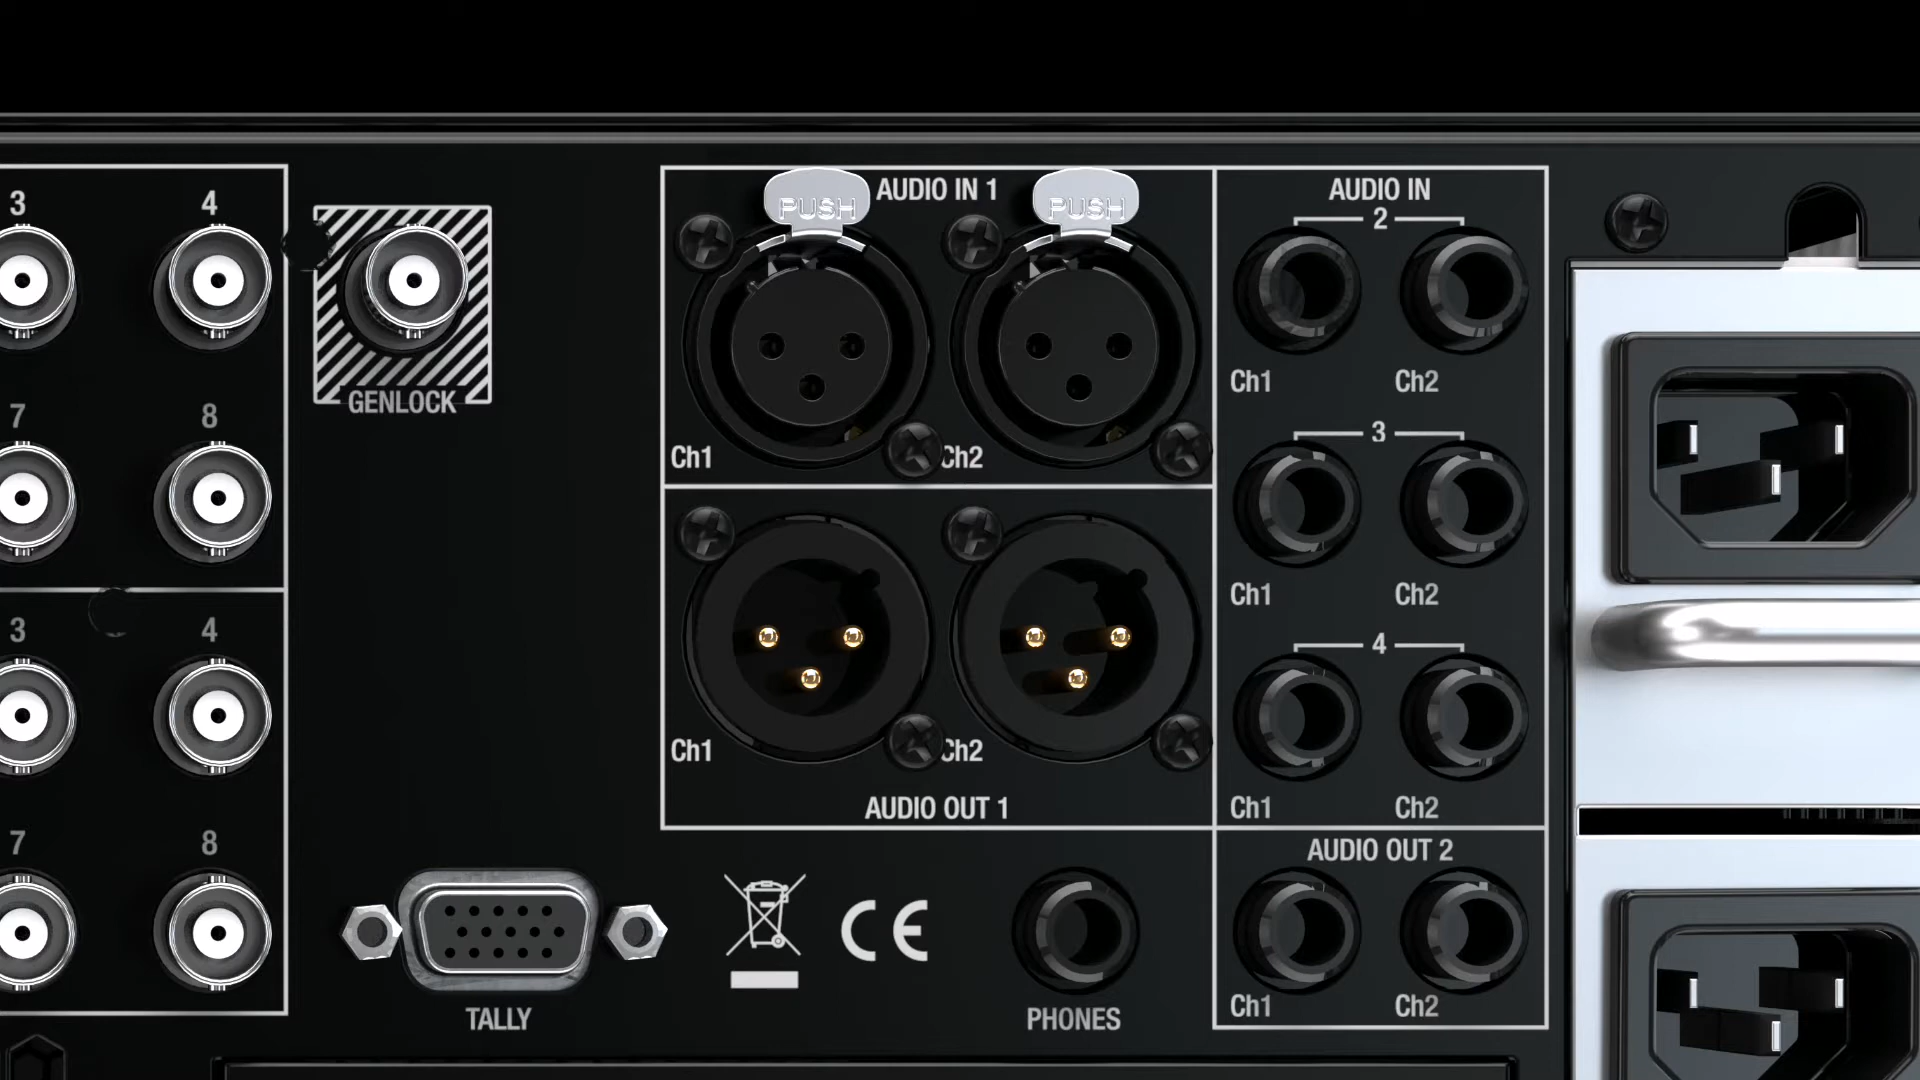 3 4
7 8
3 4
7 8
GENLOCK
TALLY
AUDIO IN 1
PUSH PUSH
Ch1 Ch2
Ch1 Ch2
AUDIO OUT 1
CE
PHONES
AUDIO IN
2
Ch1 Ch2
3
Ch1 Ch2
4
Ch1 Ch2
AUDIO OUT 2
Ch1 Ch2